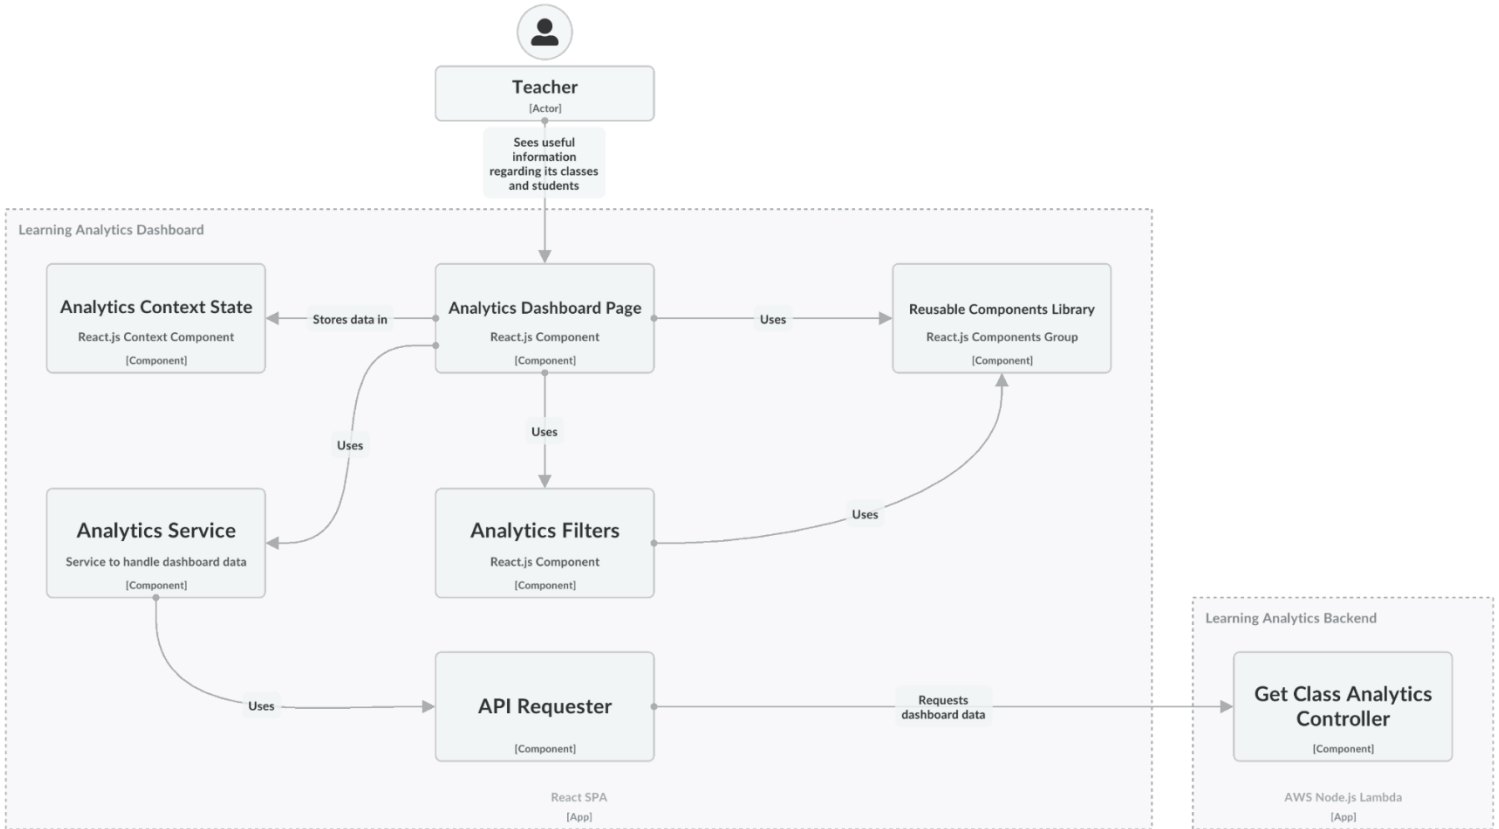 Teacher
[Actor]
Sees useful
information
regarding its classes
and students
Learning Analytics Dashboard
Analytics Context State
React.js Context Component
[Component]
Stores data in
Analytics Dashboard Page
React.js Component
[Component]
Uses
Reusable Components Library
React.js Components Group
[Component]
Uses
Uses
Analytics Service
Service to handle dashboard data
[Component]
Analytics Filters
React.js Component
[Component]
Uses
Uses
API Requester
[Component]
Requests
dashboard data
React SPA
[App]
Learning Analytics Backend
Get Class Analytics
Controller
[Component]
AWS Node.js Lambda
[App]